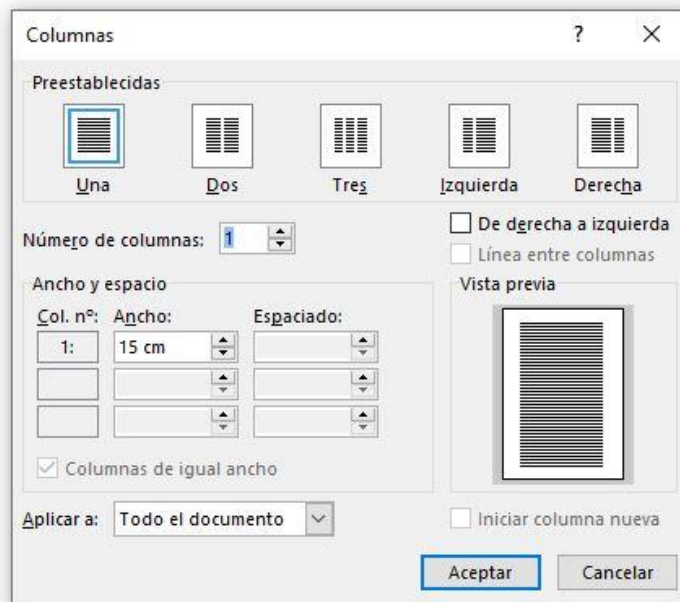 Columnas ?
Preestablecidas
Una Dos Tres Izquierda Derecha
Número de columnas: 1
De derecha a izquierda
Línea entre columnas
Ancho y espacio
Col. nº: Ancho: Espaciado:
1: 15 cm
Columnas de igual ancho
Vista previa
Aplicar a: Todo el documento
Iniciar columna nueva
Aceptar Cancelar